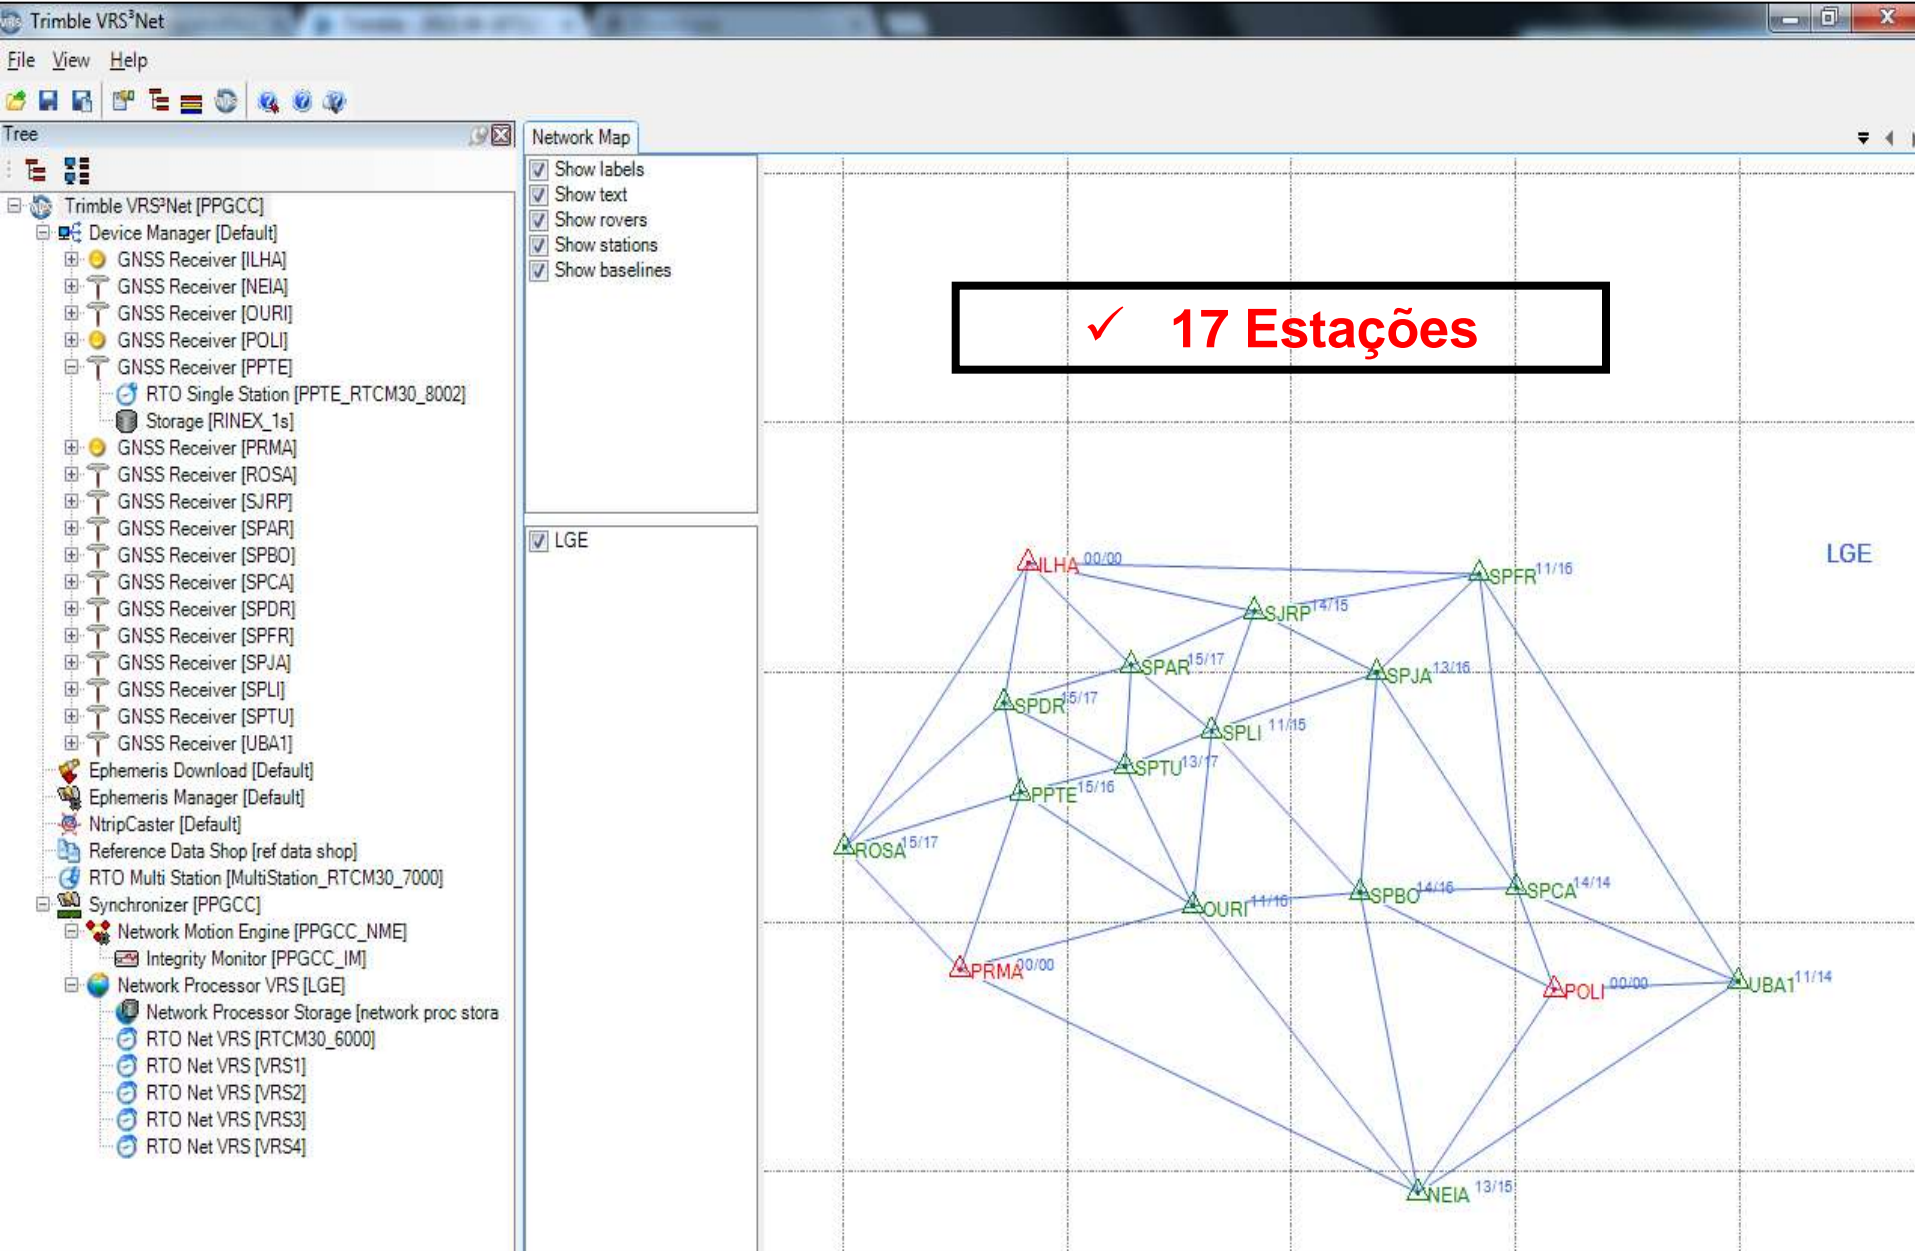 Trimble VRS³Net
File View Help
Tree
Trimble VRS³Net [PPGCC]
Device Manager [Default]
GNSS Receiver [ILHA]
GNSS Receiver [NEIA]
GNSS Receiver [OURI]
GNSS Receiver [POLI]
GNSS Receiver [PPTE]
RTO Single Station [PPTE_RTCM30_8002]
Storage [RINEX_1s]
GNSS Receiver [PRMA]
GNSS Receiver [ROSA]
GNSS Receiver [SJRP]
GNSS Receiver [SPAR]
GNSS Receiver [SPBO]
GNSS Receiver [SPCA]
GNSS Receiver [SPDR]
GNSS Receiver [SPFR]
GNSS Receiver [SPJA]
GNSS Receiver [SPLI]
GNSS Receiver [SPTU]
GNSS Receiver [UBA1]
Ephemeris Download [Default]
Ephemeris Manager [Default]
NtripCaster [Default]
Reference Data Shop [ref data shop]
RTO Multi Station [MultiStation_RTCM30_7000]
Synchronizer [PPGCC]
Network Motion Engine [PPGCC_NME]
Integrity Monitor [PPGCC_IM]
Network Processor VRS [LGE]
Network Processor Storage [network proc stora
RTO Net VRS [RTCM30_6000]
RTO Net VRS [VRS1]
RTO Net VRS [VRS2]
RTO Net VRS [VRS3]
RTO Net VRS [VRS4]
Network Map
Show labels
Show text
Show rovers
Show stations
Show baselines
LGE
✓ 17 Estações
LGE
ILHA 00/00
SPFR 11/16
SJRP 14/15
SPAR 15/17
SPJA 13/16
SPDR 15/17
SPLI 11/15
SPTU 13/17
PPTE 15/16
ROSA 15/17
OURI 11/16
SPBO 14/16
SPCA 14/14
PRMA 00/00
POLI 00/00
UBA1 11/14
NEIA 13/15